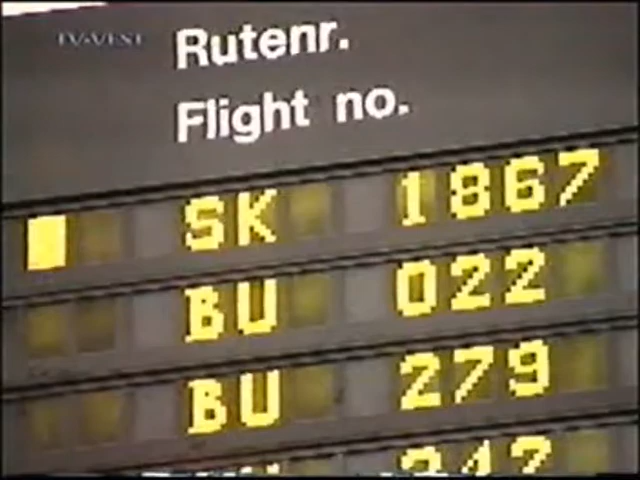 TV-VEST
Rutenr.
Flight no.
SK 1867
BU 022
BU 279